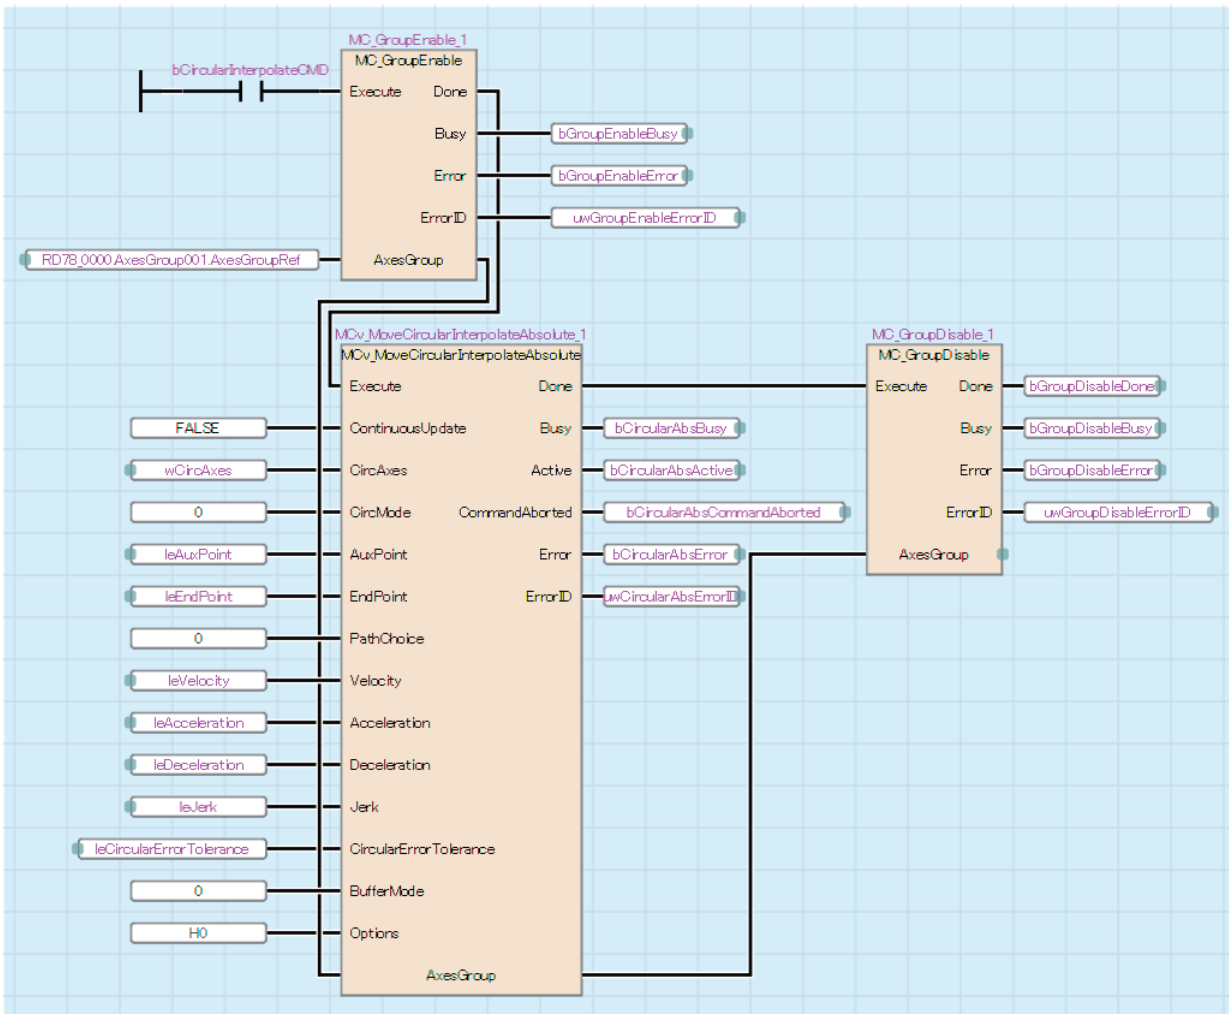 MC_GroupEnable_1
MC_GroupEnable
bCircularInterpolateCMD
Execute Done
Busy bGroupEnableBusy
Error bGroupEnableError
ErrorID uwGroupEnableErrorID
RD78_0000.AxesGroup001.AxesGroupRef AxesGroup
MCv_MoveCircularInterpolateAbsolute_1 MC_GroupDisable_1
MCv_MoveCircularInterpolateAbsolute MC_GroupDisable
Execute Done Execute Done bGroupDisableDone
FALSE ContinuousUpdate Busy bCircularAbsBusy Busy bGroupDisableBusy
wCircAxes CircAxes Active bCircularAbsActive Error bGroupDisableError
0 CircMode CommandAborted bCircularAbsCommandAborted ErrorID uwGroupDisableErrorID
leAuxPoint AuxPoint Error bCircularAbsError AxesGroup
leEndPoint EndPoint ErrorID uwCircularAbsErrorID
0 PathChoice
leVelocity Velocity
leAcceleration Acceleration
leDeceleration Deceleration
leJerk Jerk
leCircularErrorTolerance CircularErrorTolerance
0 BufferMode
H0 Options
AxesGroup